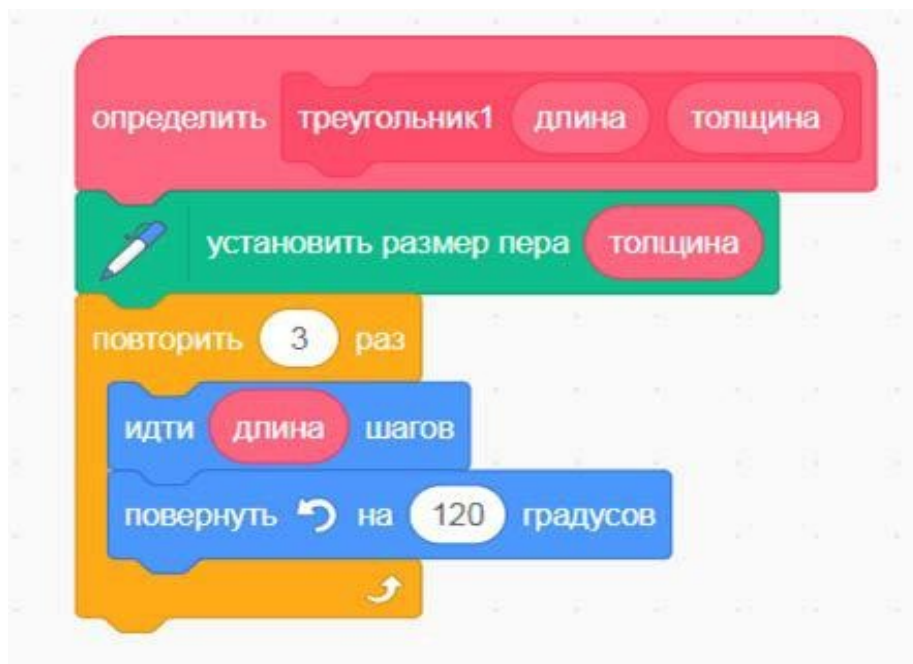 определить треугольник1 длина толщина
установить размер пера толщина
повторить 3 раз
идти длина шагов
повернуть на 120 градусов